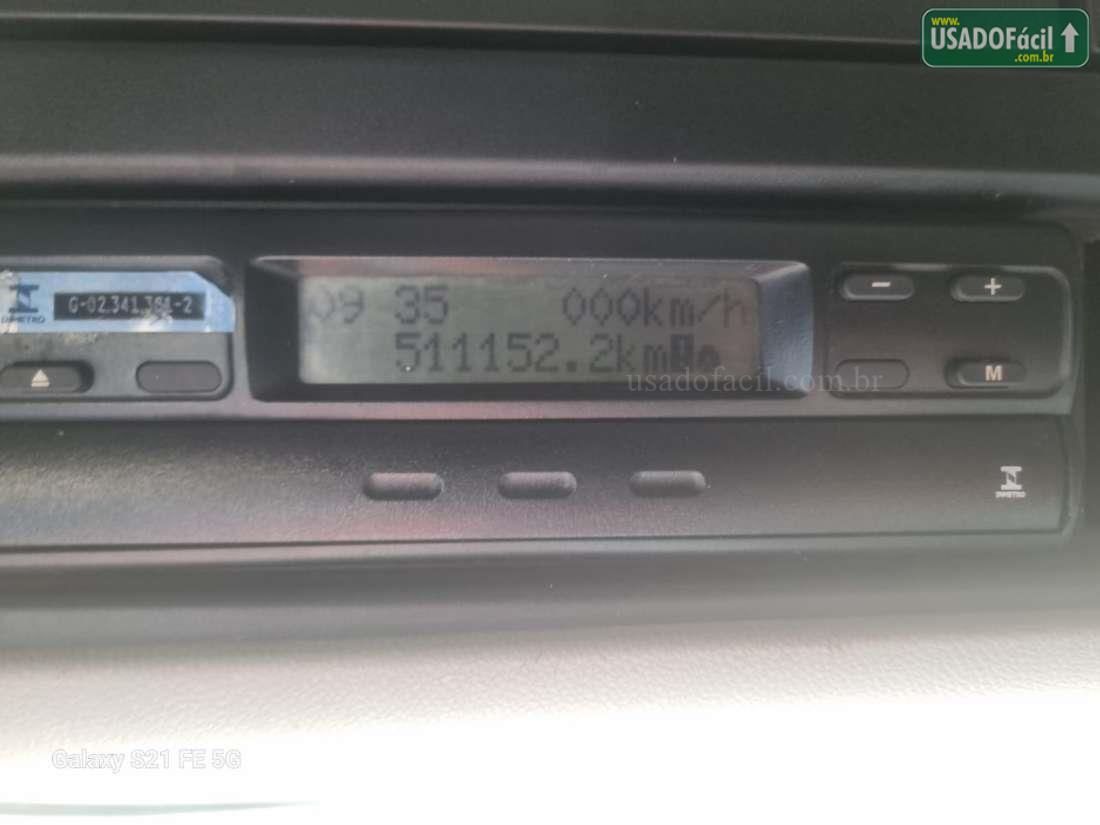 www.
USADOFácil
.com.br
INMETRO
G-02.341.361-2
09 35 000km/h
511152.2km
usadofacil.com.br
- +
M
INMETRO
Galaxy S21 FE 5G